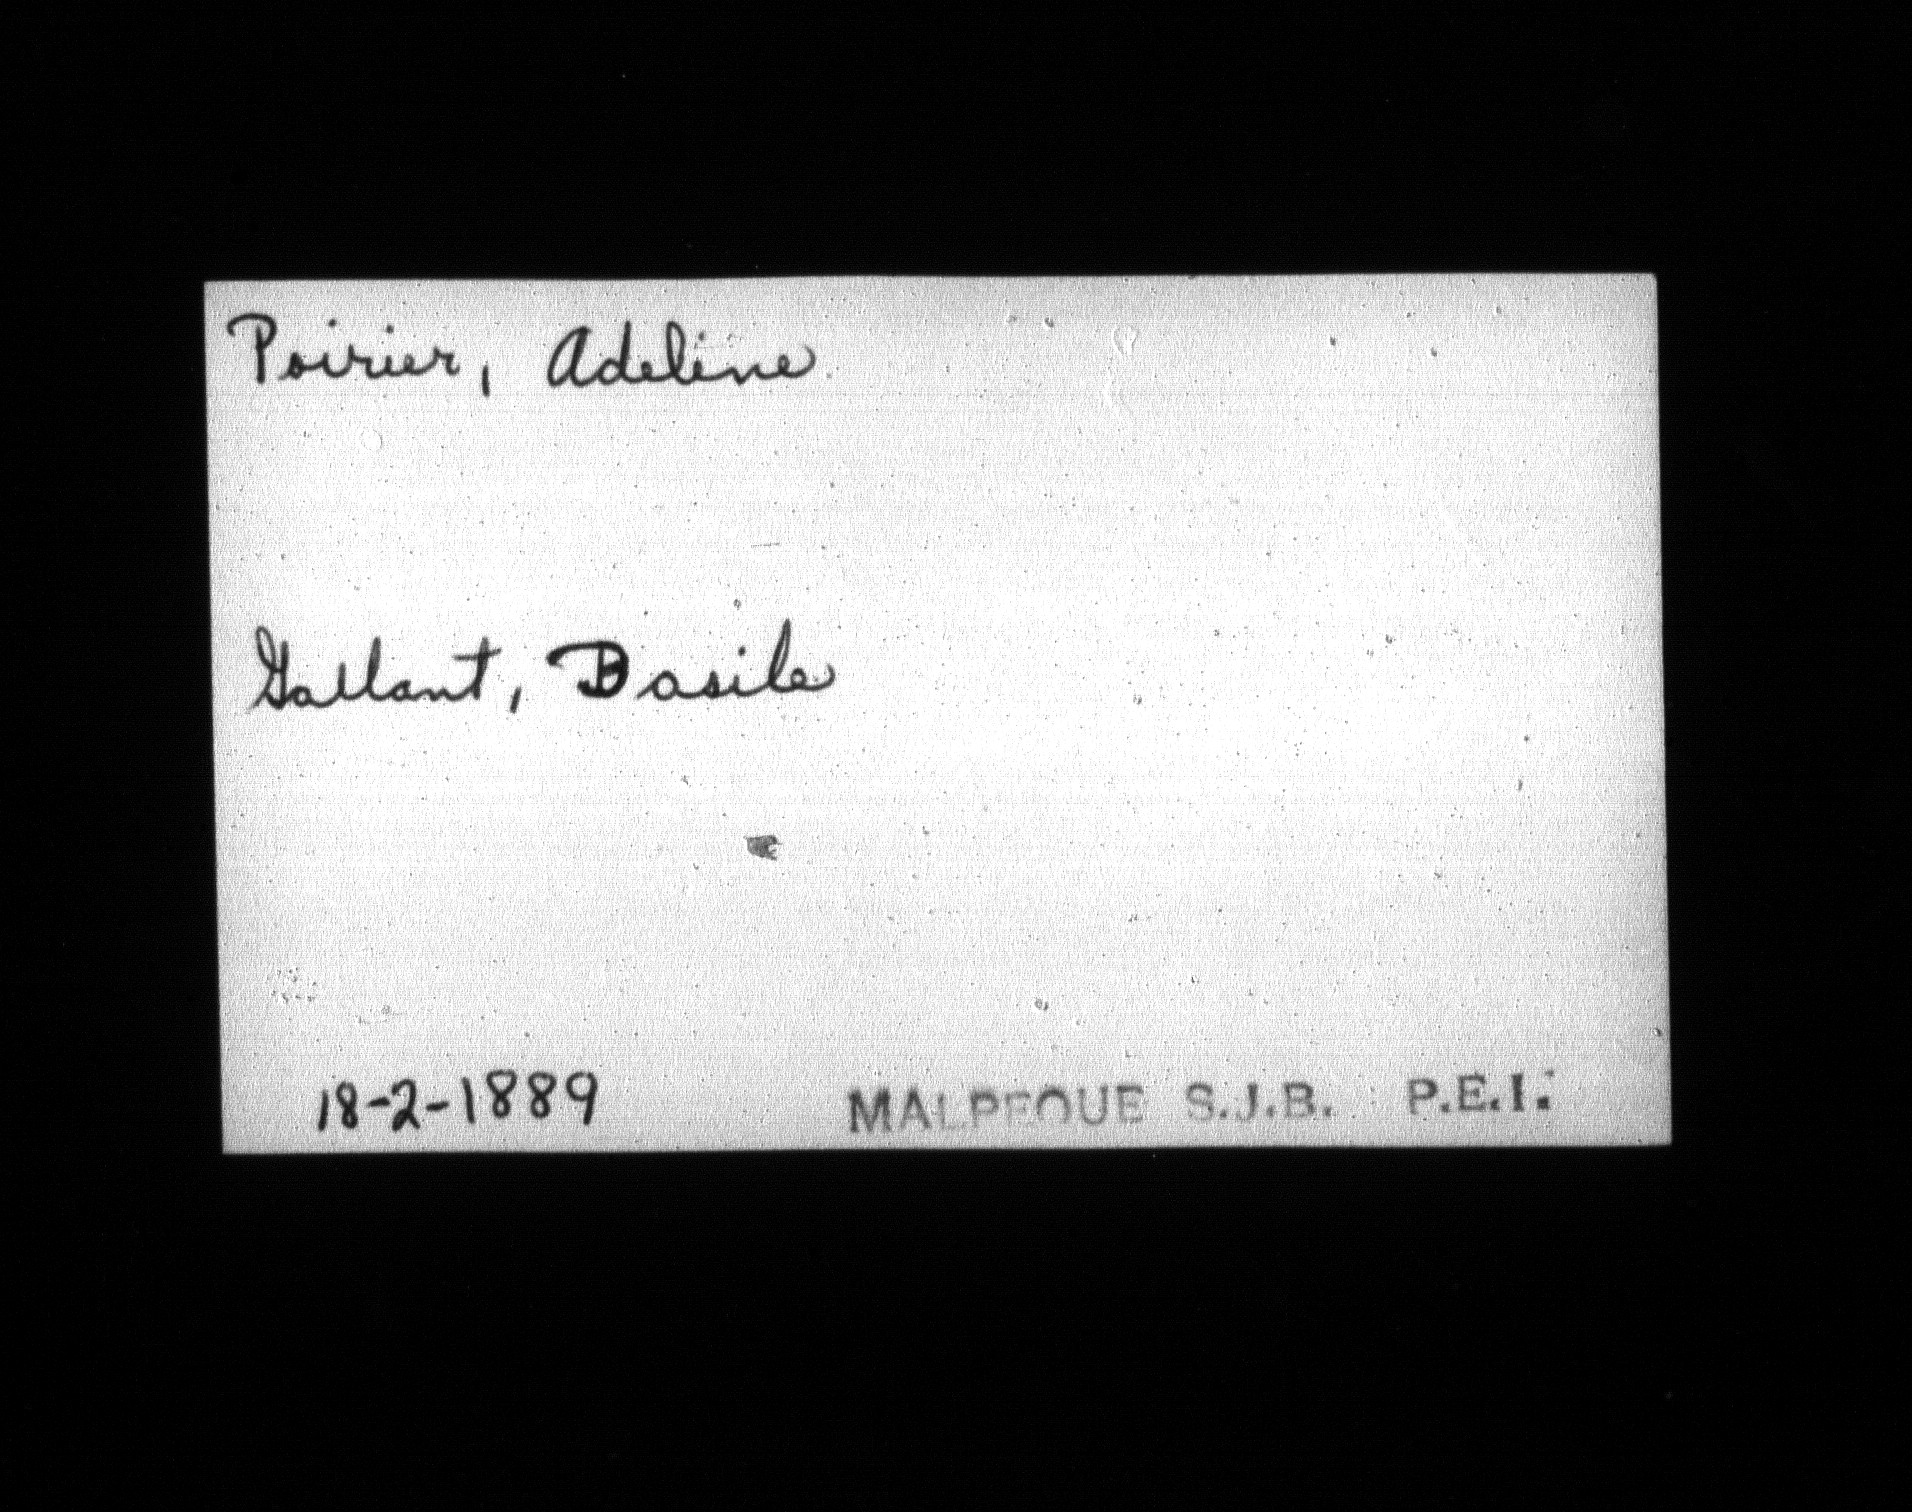 Poirier, Adeline
Gallant, Basile
18-2-1889 MALPEQUE S.J.B. P.E.I.